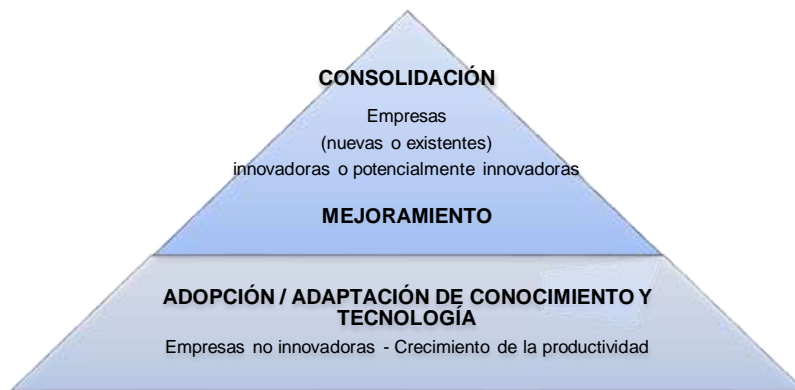 CONSOLIDACIÓN
Empresas
(nuevas o existentes)
innovadoras o potencialmente innovadoras
MEJORAMIENTO
ADOPCIÓN / ADAPTACIÓN DE CONOCIMIENTO Y
TECNOLOGÍA
Empresas no innovadoras - Crecimiento de la productividad